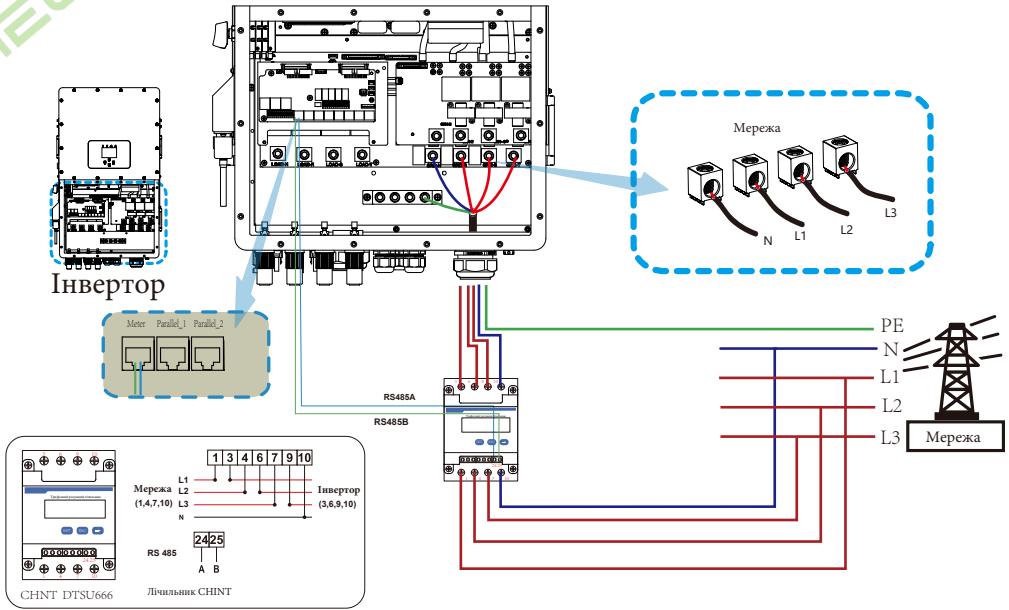 Мережа
N
L1
L2
L3
Інвертор
Meter Parallel_1 Parallel_2
PE
N
L1
L2
L3
Мережа
RS485A
RS485B
1 3 4 6 7 9 10
L1
Мережа L2 Інвертор
(1,4,7,10) L3 (3,6,9,10)
N
24 25
RS 485
A B
CHNT DTSU666
Лічильник CHINT